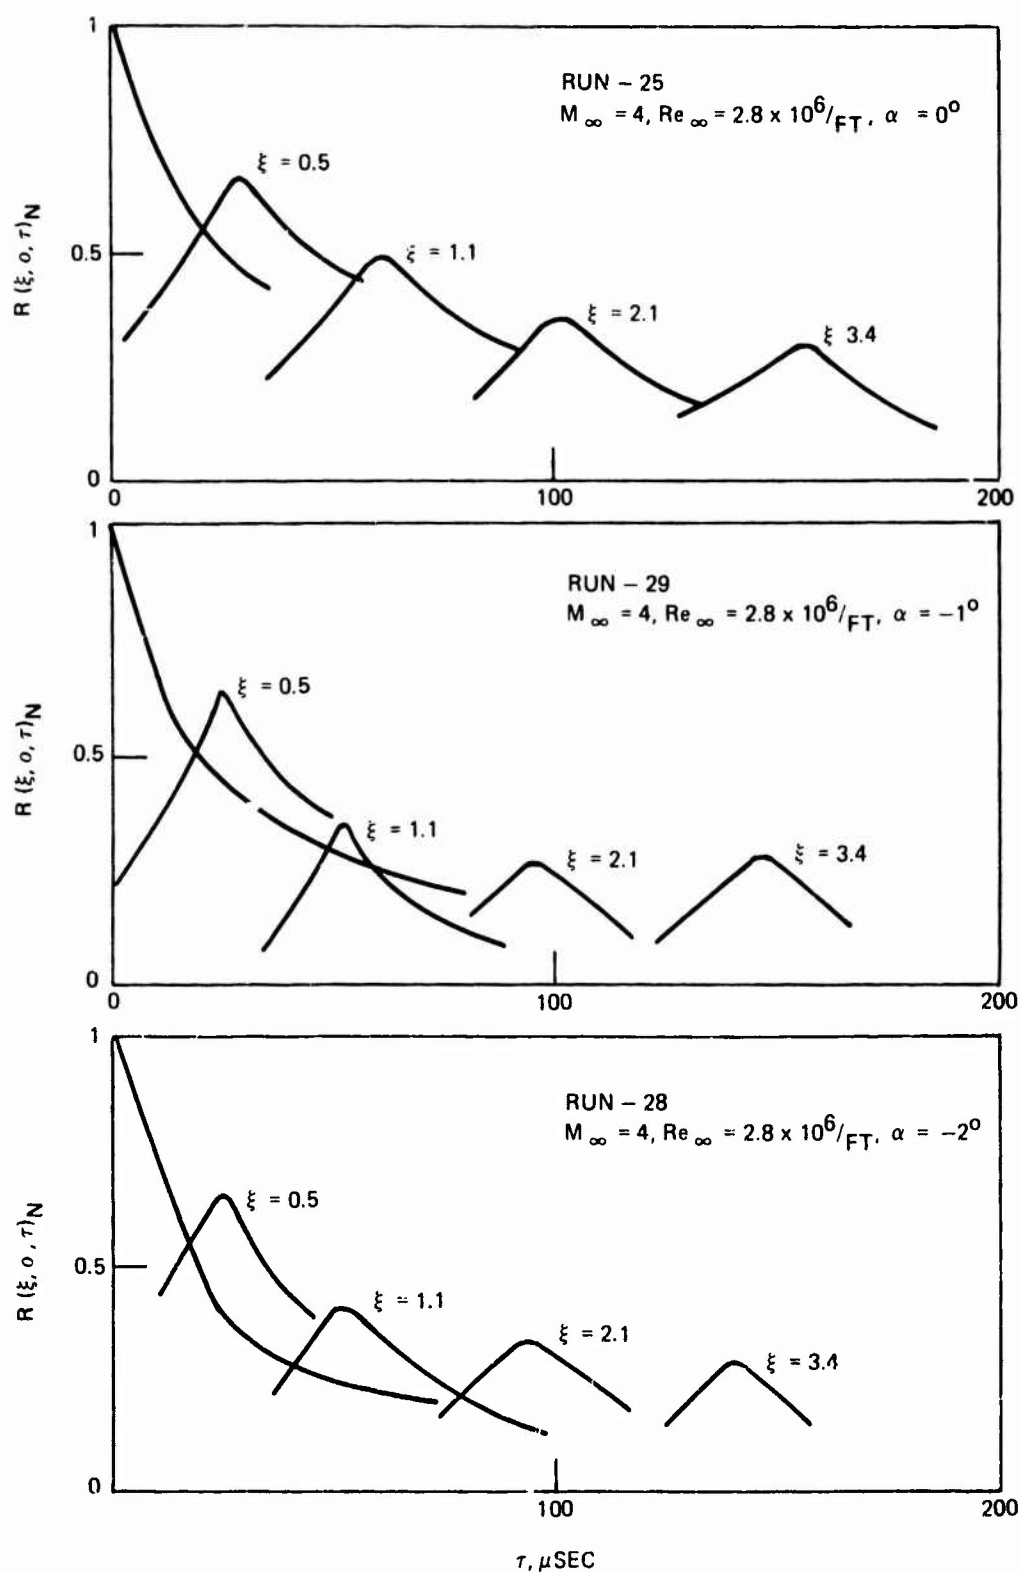 1
RUN – 25
M∞ = 4, Re∞ = 2.8 x 10⁶/FT, α = 0°
ξ = 0.5
R (ξ, o, τ)N
0.5
ξ = 1.1
ξ = 2.1
ξ 3.4
0
0
100
200
1
RUN – 29
M∞ = 4, Re∞ = 2.8 x 10⁶/FT, α = –1°
ξ = 0.5
R (ξ, o, τ)N
0.5
ξ = 1.1
ξ = 2.1
ξ = 3.4
0
0
100
200
1
RUN – 28
M∞ = 4, Re∞ = 2.8 x 10⁶/FT, α = –2°
ξ = 0.5
R (ξ, o, τ)N
0.5
ξ = 1.1
ξ = 2.1
ξ = 3.4
0
100
200
τ, μSEC